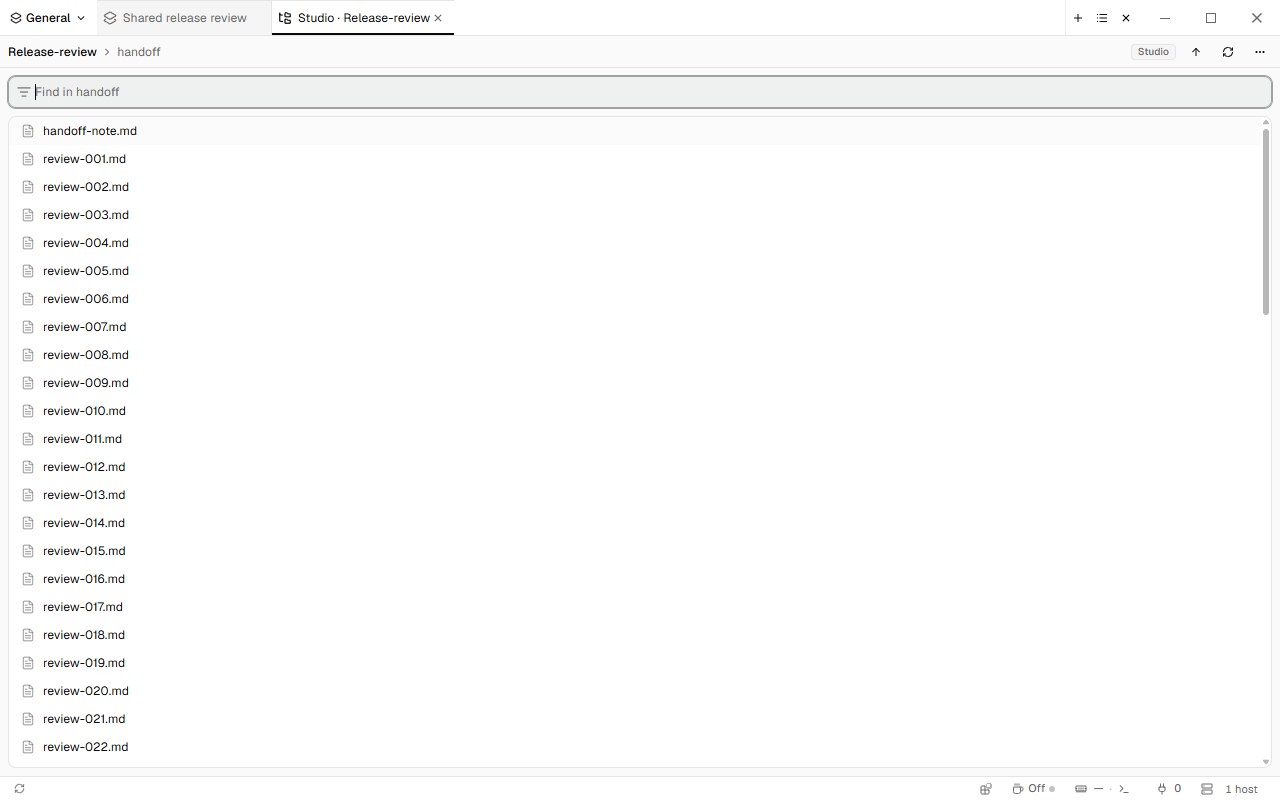 General
Shared release review
Studio · Release-review
Release-review > handoff
Studio
Find in handoff
handoff-note.md
review-001.md
review-002.md
review-003.md
review-004.md
review-005.md
review-006.md
review-007.md
review-008.md
review-009.md
review-010.md
review-011.md
review-012.md
review-013.md
review-014.md
review-015.md
review-016.md
review-017.md
review-018.md
review-019.md
review-020.md
review-021.md
review-022.md
Off
— ·
0
1 host